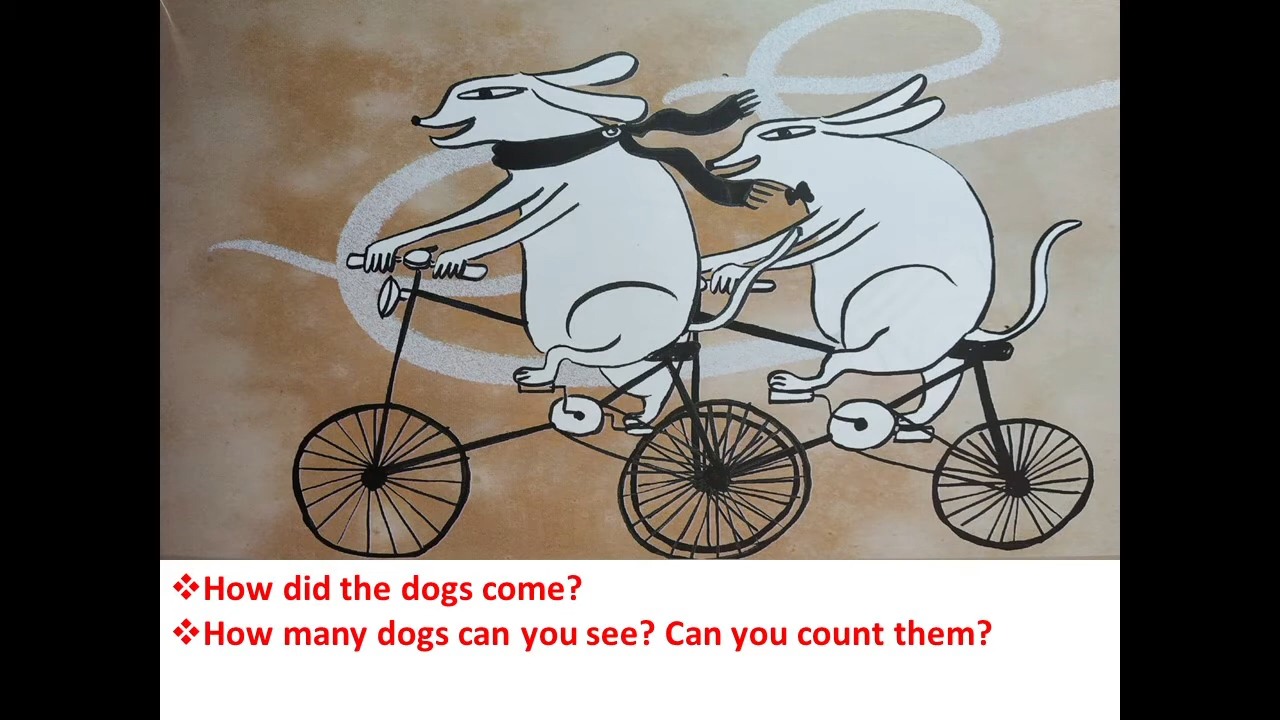 ❖How did the dogs come?
❖How many dogs can you see? Can you count them?